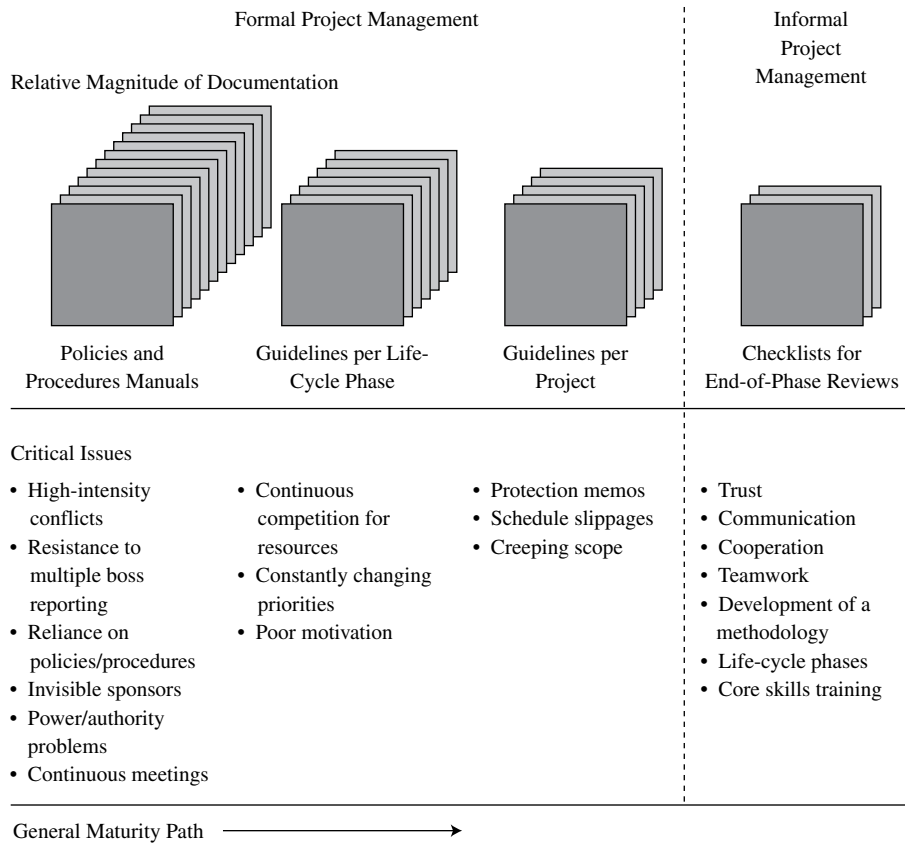 Formal Project Management
Informal
Project
Management
Relative Magnitude of Documentation
Policies and
Procedures Manuals
Guidelines per Life-
Cycle Phase
Guidelines per
Project
Checklists for
End-of-Phase Reviews
Critical Issues
• High-intensity
conflicts
• Resistance to
multiple boss
reporting
• Reliance on
policies/procedures
• Invisible sponsors
• Power/authority
problems
• Continuous meetings
• Continuous
competition for
resources
• Constantly changing
priorities
• Poor motivation
• Protection memos
• Schedule slippages
• Creeping scope
• Trust
• Communication
• Cooperation
• Teamwork
• Development of a
methodology
• Life-cycle phases
• Core skills training
General Maturity Path